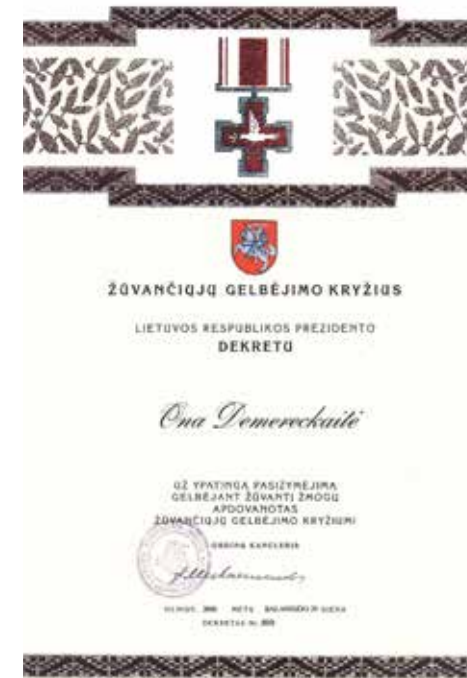 ŽŪVANČIŲJŲ GELBĖJIMO KRYŽIUS
LIETUVOS RESPUBLIKOS PREZIDENTO
DEKRETU
Ona Demereckaitė
UŽ YPATINGĄ PASIŽYMĖJIMĄ
GELBĖJANT ŽŪVANTĮ ŽMOGŲ
APDOVANOTAS
ŽŪVANČIŲJŲ GELBĖJIMO KRYŽIUMI
ORDINŲ KANCLERIS
VILNIUS, METŲ BALANDŽIO DIENA
DEKRETAS Nr.